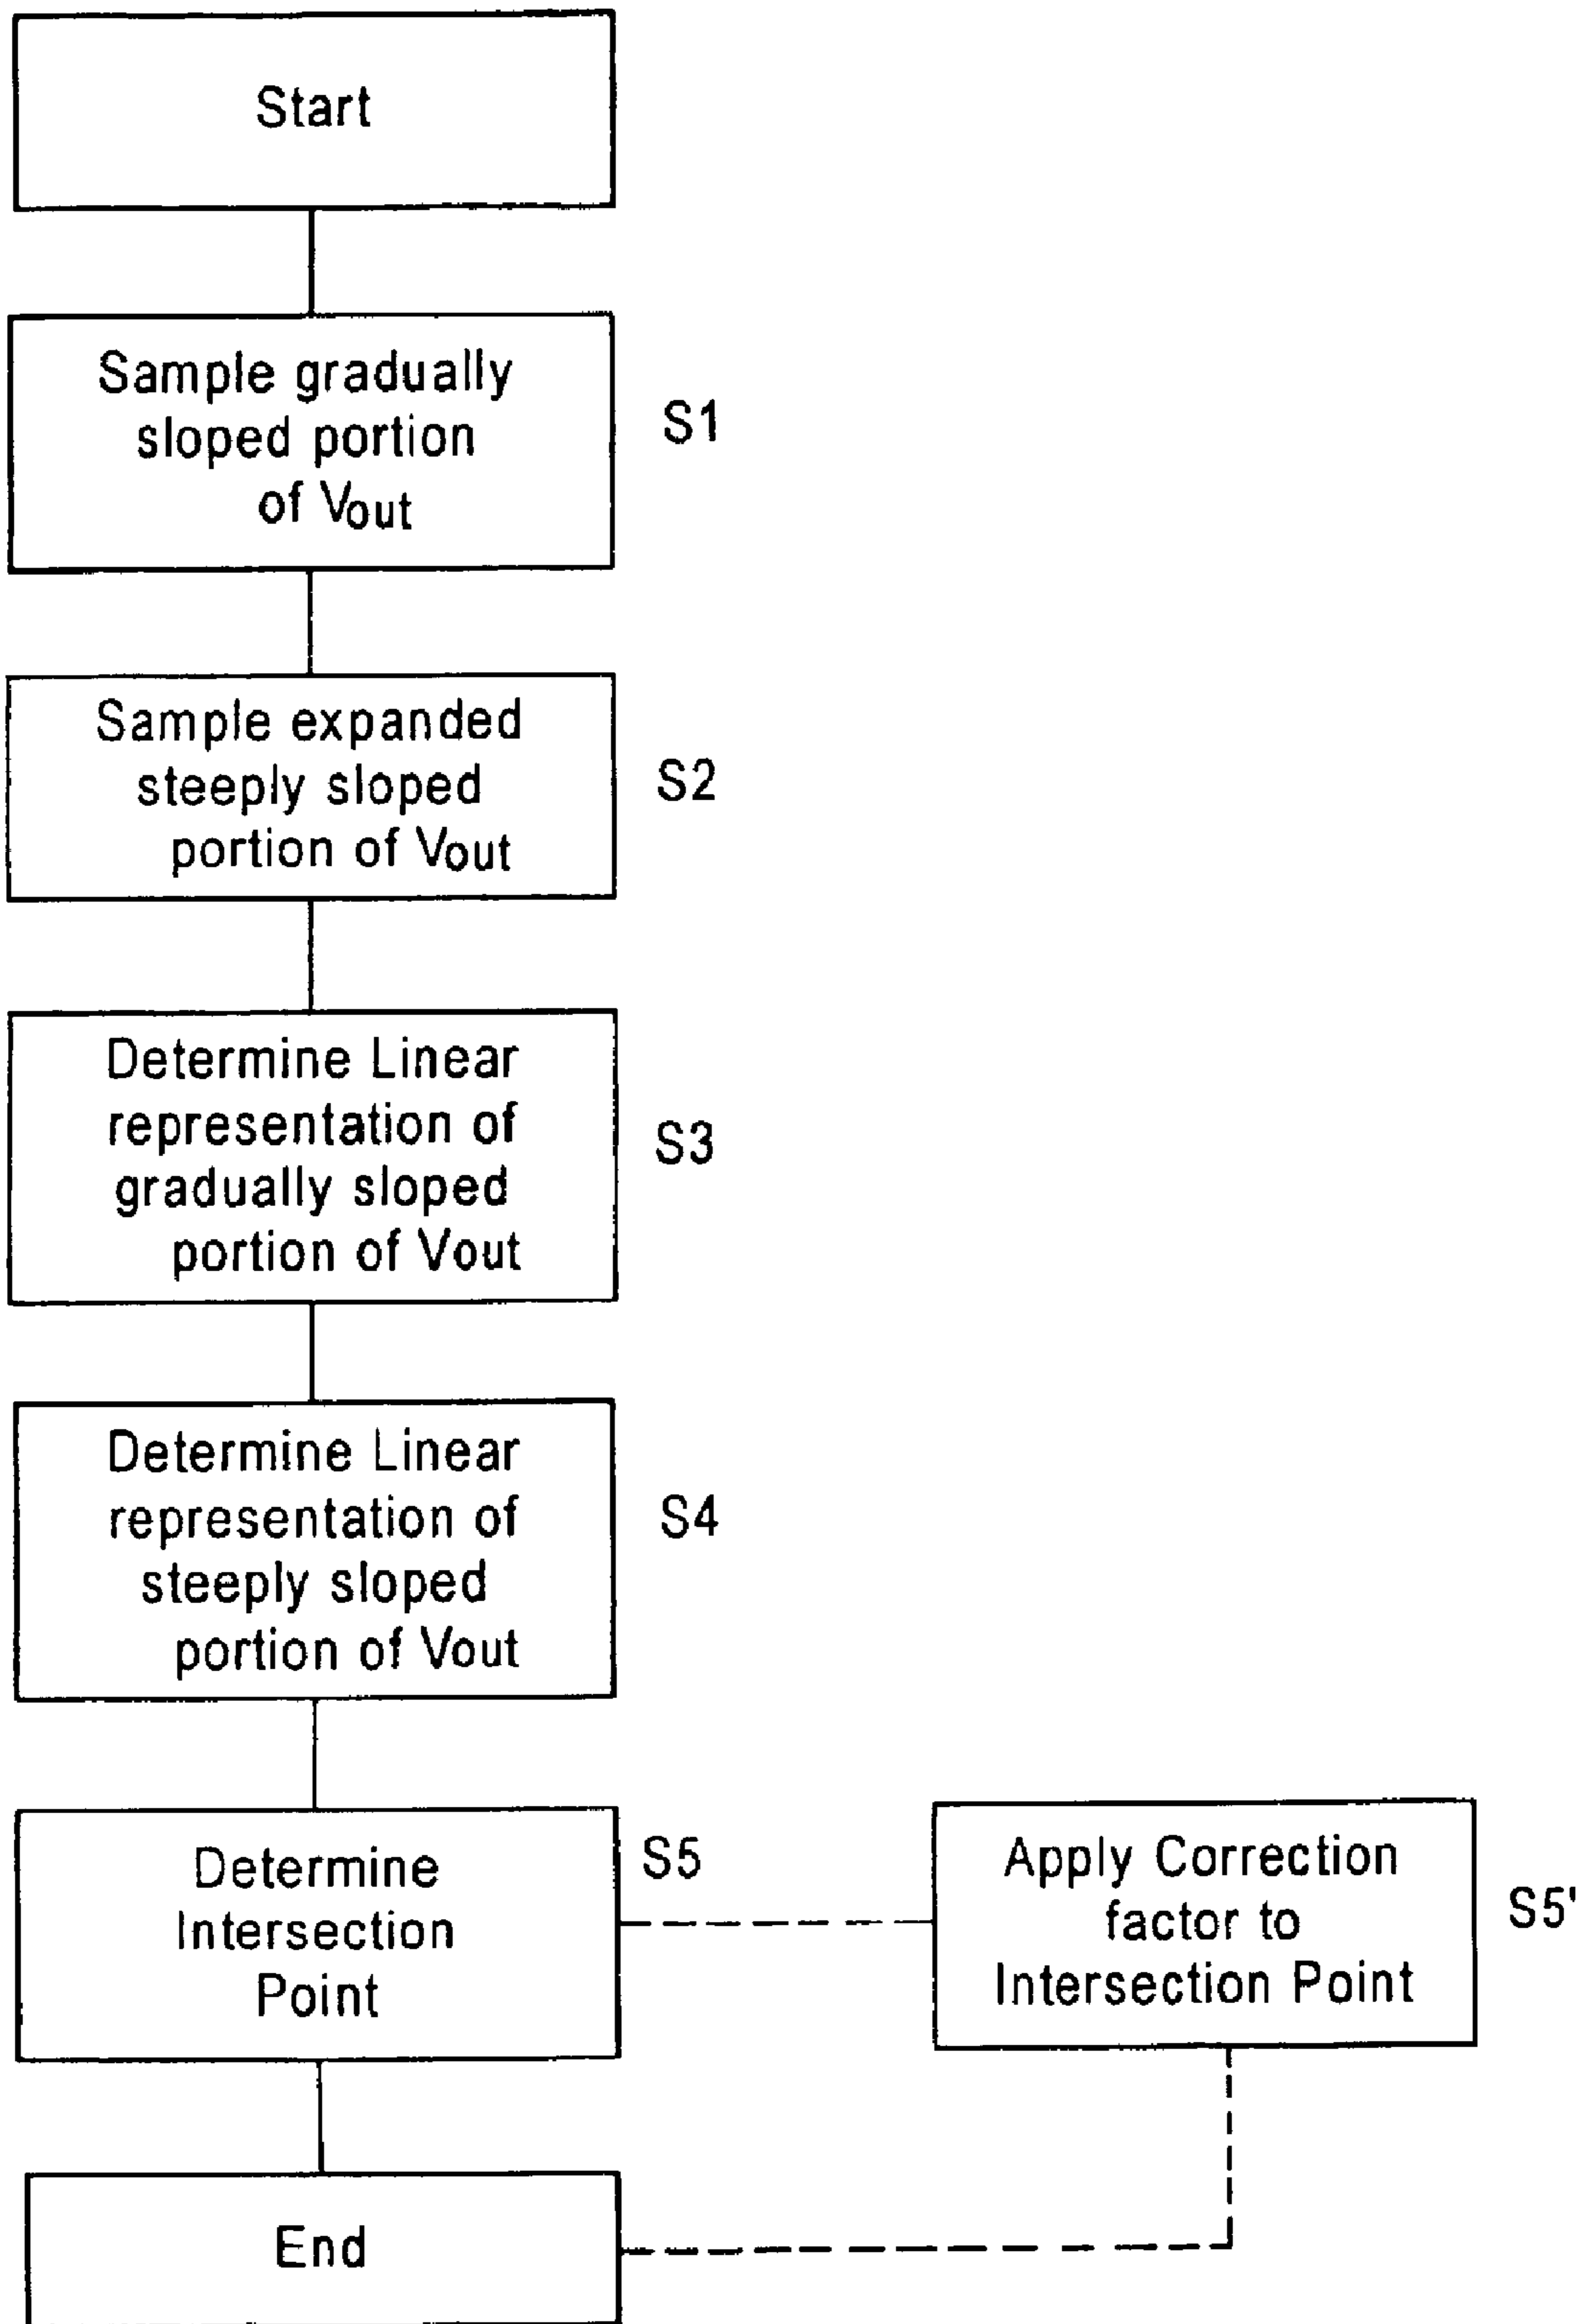 Start
Sample gradually
sloped portion
of Vout
S1
Sample expanded
steeply sloped
portion of Vout
S2
Determine Linear
representation of
gradually sloped
portion of Vout
S3
Determine Linear
representation of
steeply sloped
portion of Vout
S4
Determine
Intersection
Point
S5
Apply Correction
factor to
Intersection Point
S5'
End